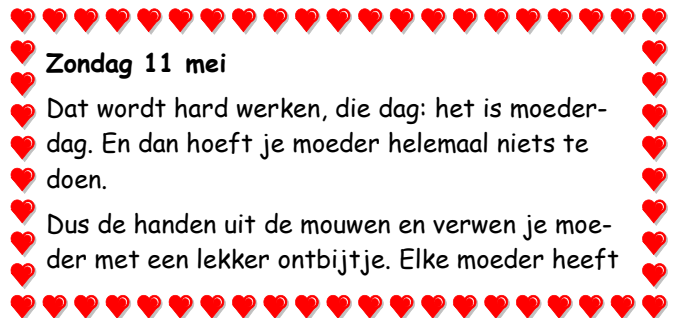 Zondag 11 mei
Dat wordt hard werken, die dag: het is moeder-
dag. En dan hoeft je moeder helemaal niets te
doen.
Dus de handen uit de mouwen en verwen je moe-
der met een lekker ontbijtje. Elke moeder heeft